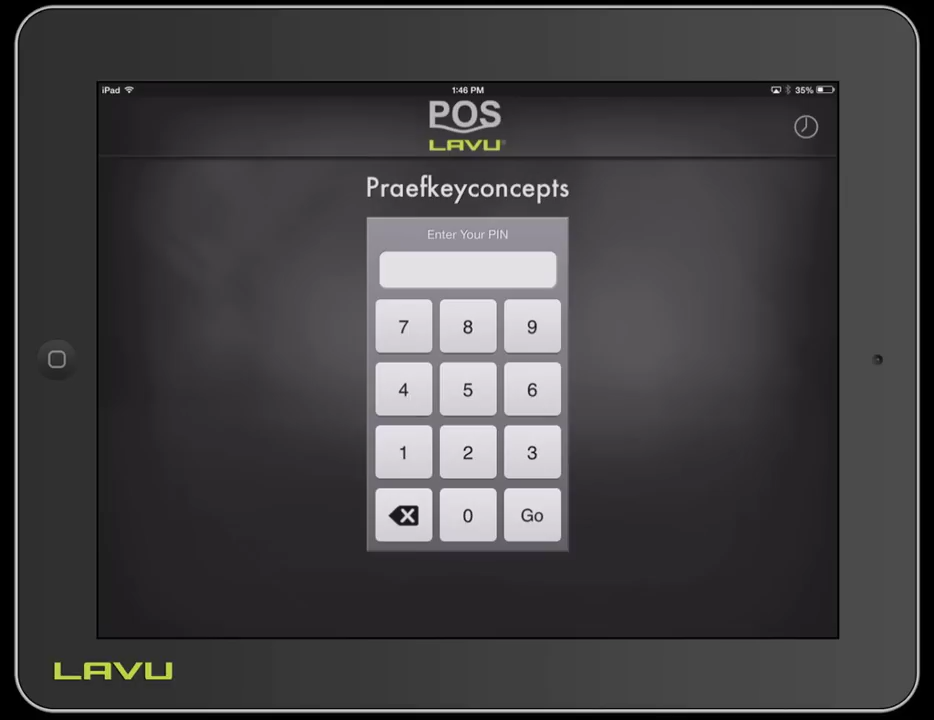 iPad 1:46 PM 35%
POS
LAVU
Praefkeyconcepts
Enter Your PIN
7 8 9
4 5 6
1 2 3
0 Go
LAVU